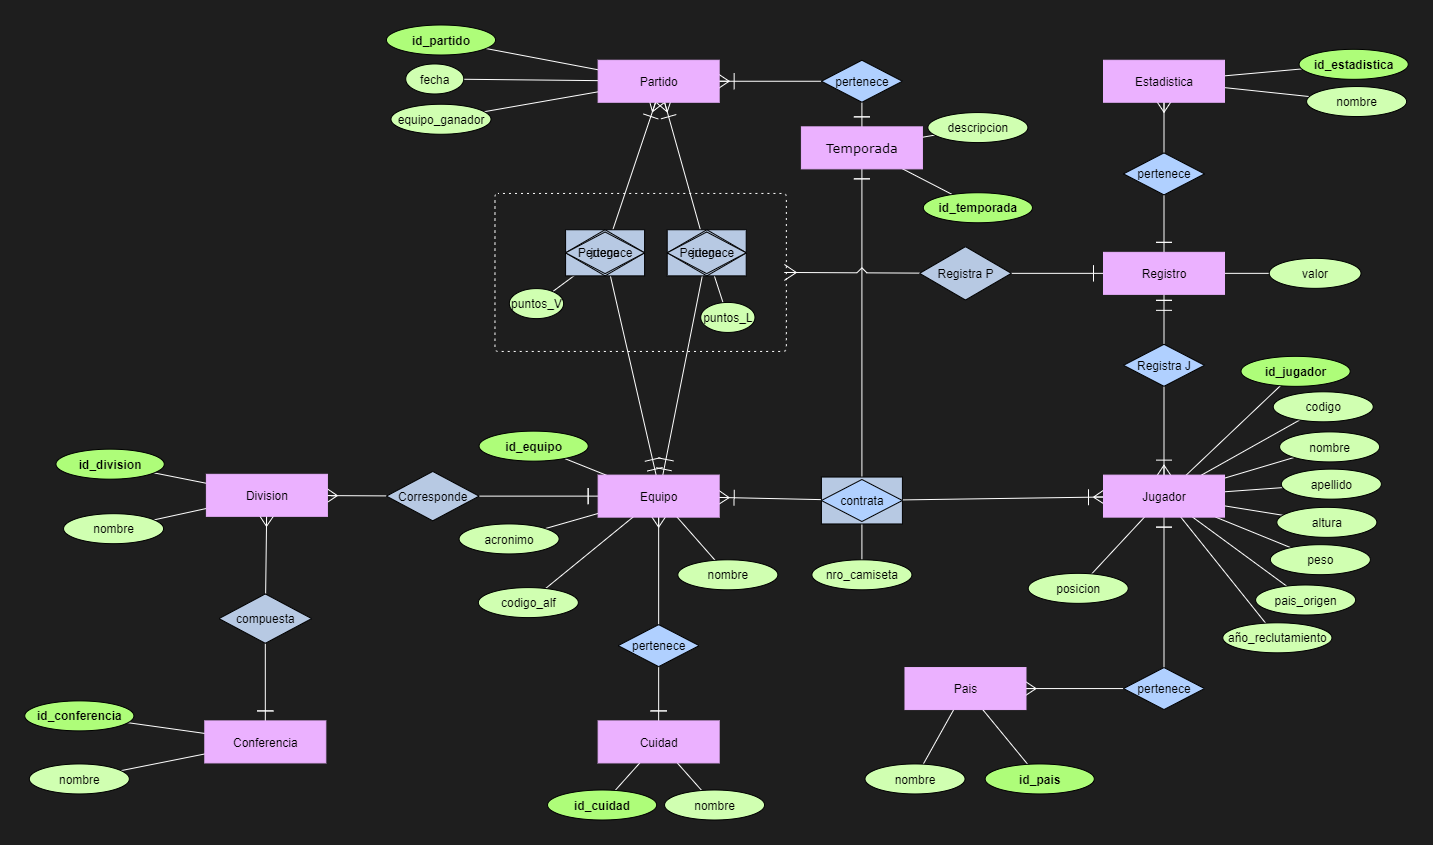 id_partido
fecha
equipo_ganador
Partido
pertenece
Temporada
descripcion
id_temporada
Estadistica
id_estadistica
nombre
pertenece
Registro
valor
Registra P
Registra J
puntos_V
puntos_L
id_jugador
codigo
nombre
apellido
altura
peso
pais_origen
año_reclutamiento
posicion
Jugador
id_division
nombre
Division
Corresponde
id_equipo
Equipo
acronimo
codigo_alf
nombre
contrata
nro_camiseta
compuesta
pertenece
pertenece
Pais
nombre
id_pais
id_conferencia
nombre
Conferencia
Cuidad
id_cuidad
nombre